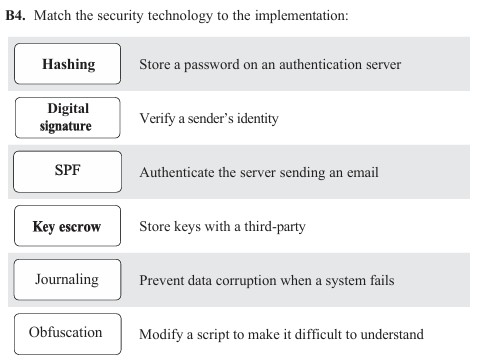 B4. Match the security technology to the implementation:
Hashing Store a password on an authentication server
Digital
signature Verify a sender's identity
SPF Authenticate the server sending an email
Key escrow Store keys with a third-party
Journaling Prevent data corruption when a system fails
Obfuscation Modify a script to make it difficult to understand